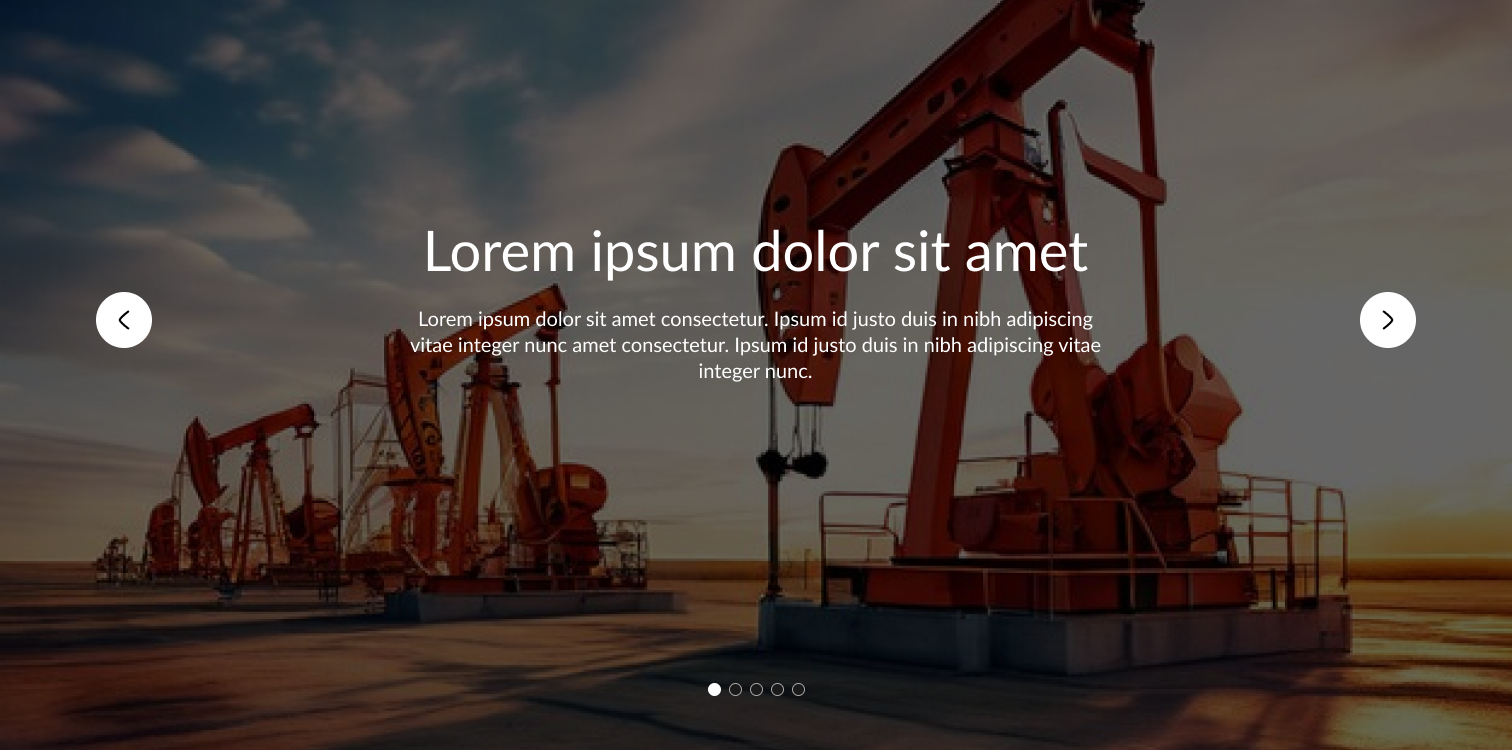 Lorem ipsum dolor sit amet
Lorem ipsum dolor sit amet consectetur. Ipsum id justo duis in nibh adipiscing
vitae integer nunc amet consectetur. Ipsum id justo duis in nibh adipiscing vitae
integer nunc.